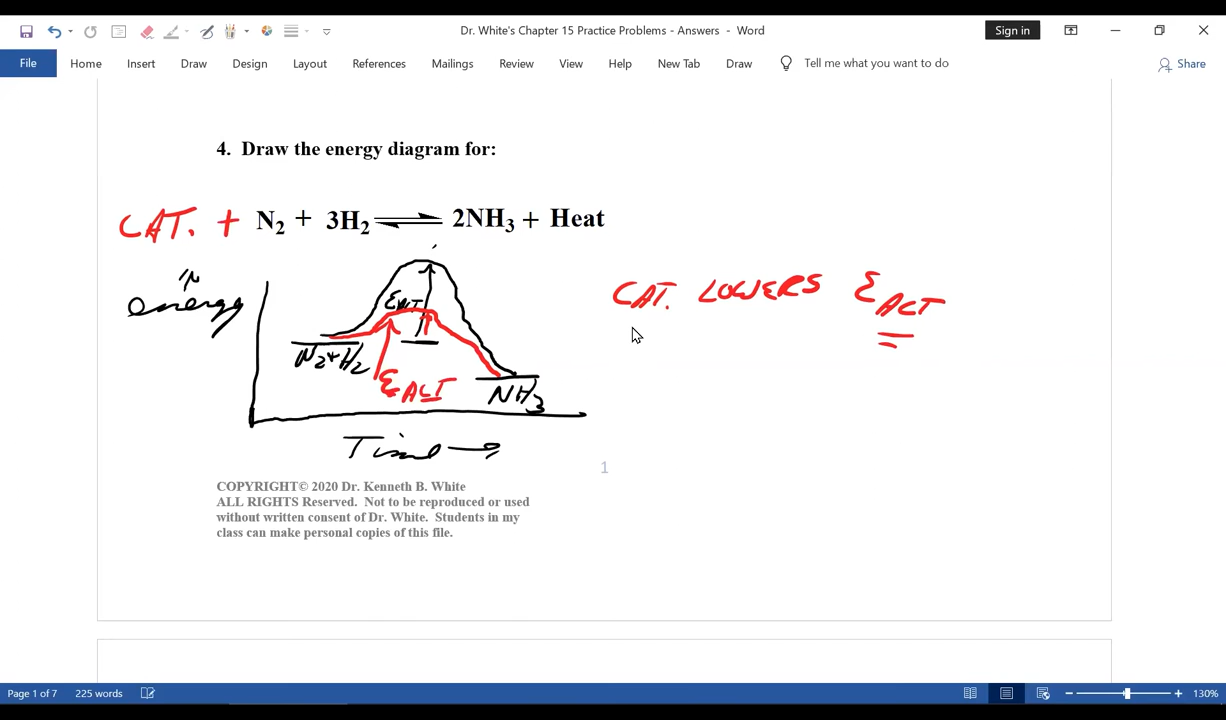 Dr. White's Chapter 15 Practice Problems - Answers - Word
Sign in
File Home Insert Draw Design Layout References Mailings Review View Help New Tab Draw Tell me what you want to do Share
4. Draw the energy diagram for:
CAT. + N₂ + 3H₂ ⇌ 2NH₃ + Heat
↑
energy
EACT
N₂+H₂
EACT
NH₃
Time →
CAT. LOWERS EACT
1
COPYRIGHT© 2020 Dr. Kenneth B. White
ALL RIGHTS Reserved. Not to be reproduced or used
without written consent of Dr. White. Students in my
class can make personal copies of this file.
Page 1 of 7 225 words 130%